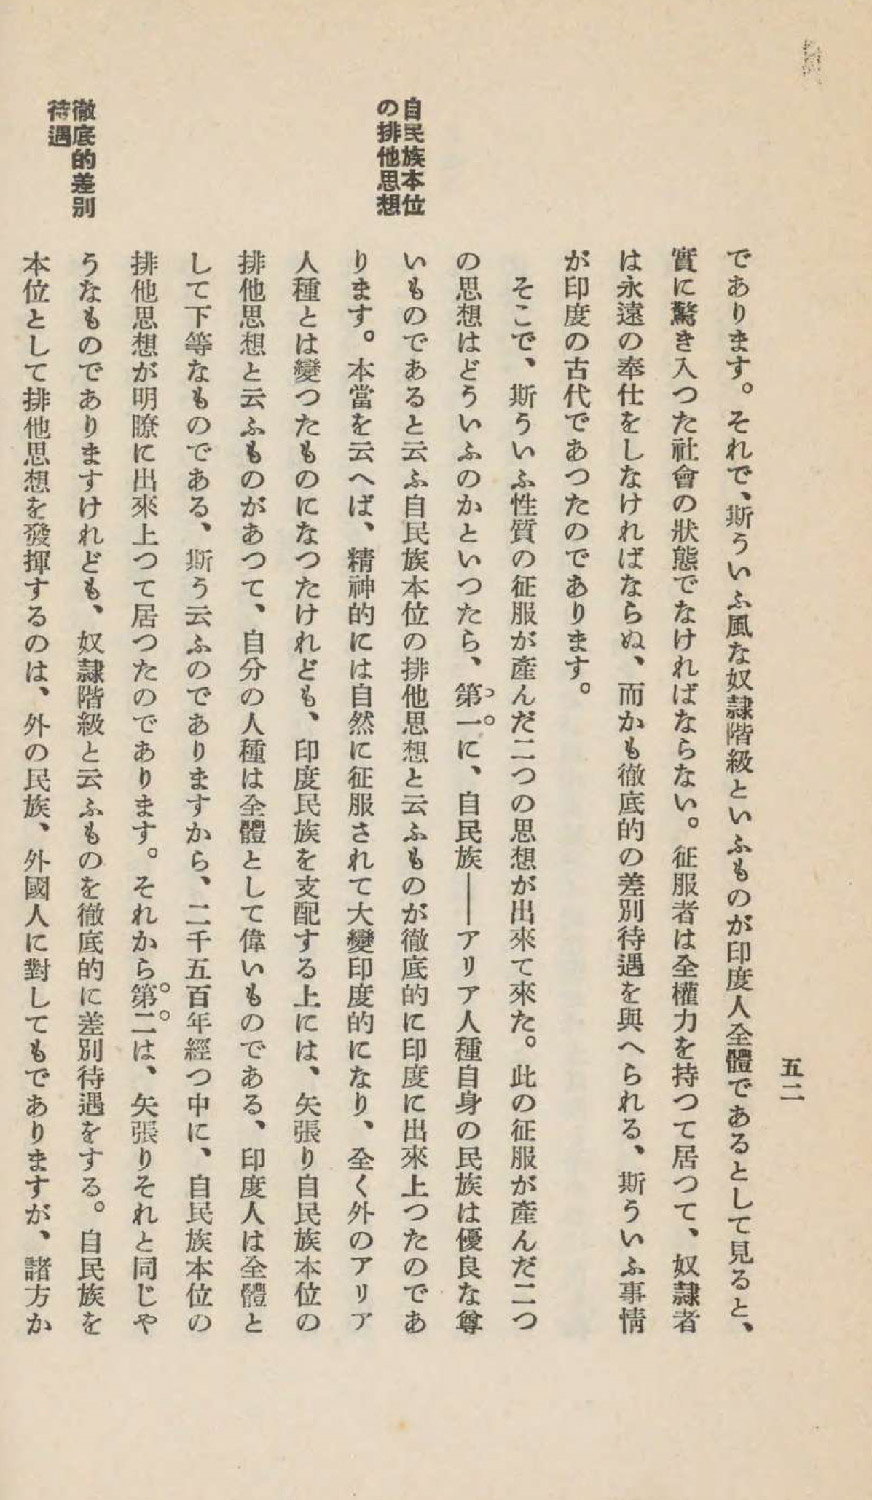 五二
であります。それで、斯ういふ風な奴隷階級といふものが印度人全體であるとして見ると、
實に驚き入つた社會の狀態でなければならない。征服者は全權力を持つて居つて、奴隷者
は永遠の奉仕をしなければならぬ、而かも徹底的の差別待遇を與へられる、斯ういふ事情
が印度の古代であつたのであります。
そこで、斯ういふ性質の征服が產んだ二つの思想が出來て來た。此の征服が產んだ二つ
の思想はどういふのかといつたら、第一に、自民族――アリア人種自身の民族は優良な尊
自民族本位
の排他思想
いものであると云ふ自民族本位の排他思想と云ふものが徹底的に印度に出來上つたのであ
ります。本當を云へば、精神的には自然に征服されて大變印度的になり、全く外のアリア
人種とは變つたものになつたけれども、印度民族を支配する上には、矢張り自民族本位の
排他思想と云ふものがあつて、自分の人種は全體として偉いものである、印度人は全體と
して下等なものである、斯う云ふのでありますから、二千五百年經つ中に、自民族本位の
排他思想が明瞭に出來上つて居つたのであります。それから第二は、矢張りそれと同じや
徹底的差別
待遇
うなものでありますけれども、奴隷階級と云ふものを徹底的に差別待遇をする。自民族を
本位として排他思想を發揮するのは、外の民族、外國人に對してもでありますが、諸方か